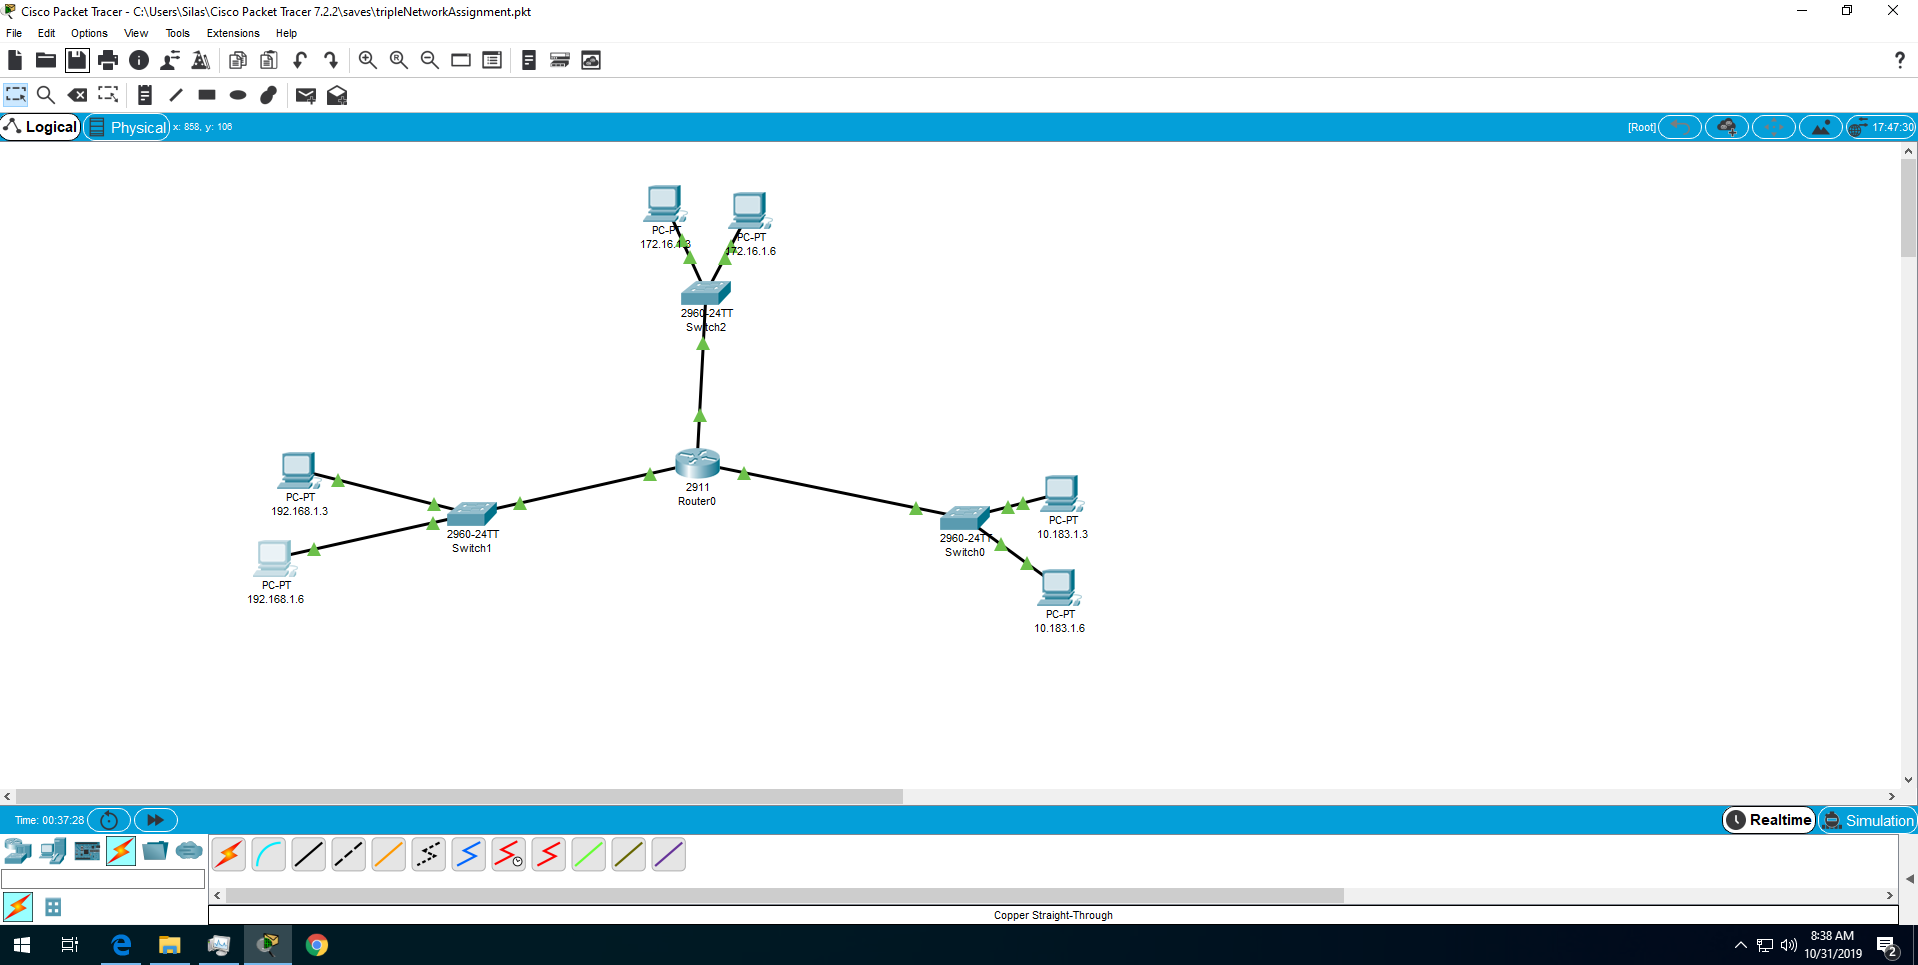 Cisco Packet Tracer - C:\Users\Silas\Cisco Packet Tracer 7.2.2\saves\tripleNetworkAssignment.pkt
File Edit Options View Tools Extensions Help
Logical Physical x: 858, y: 106 [Root] 17:47:30
PC-PT
172.16.1.3
PC-PT
172.16.1.6
2960-24TT
Switch2
2911
Router0
PC-PT
192.168.1.3
2960-24TT
Switch1
PC-PT
192.168.1.6
PC-PT
10.183.1.3
2960-24TT
Switch0
PC-PT
10.183.1.6
Time: 00:37:28 Realtime Simulation
Copper Straight-Through
8:38 AM
10/31/2019
2